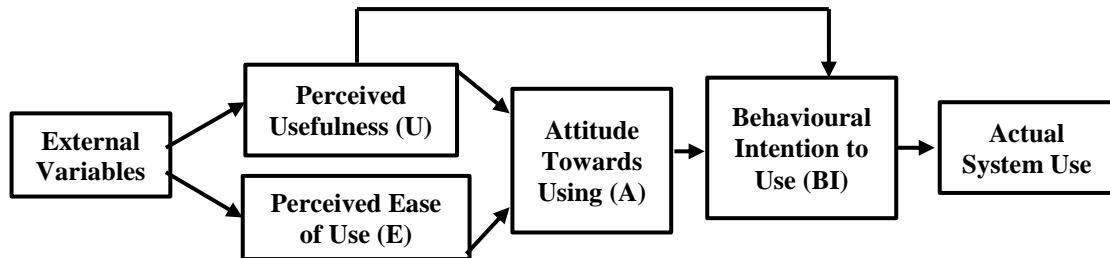 External
Variables
Perceived
Usefulness (U)
Perceived Ease
of Use (E)
Attitude
Towards
Using (A)
Behavioural
Intention to
Use (BI)
Actual
System Use